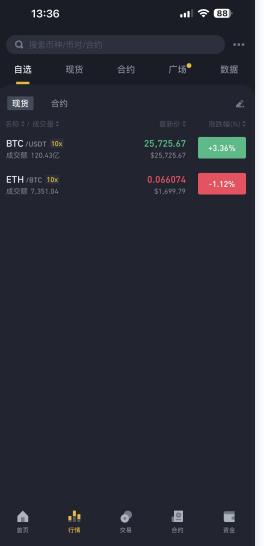 13:36
88
搜索币种/币对/合约
自选 现货 合约 广场 数据
现货 合约
名称 / 成交量 最新价 涨跌幅(%)
BTC /USDT 10x 25,725.67 +3.36%
成交额 120.43亿 $25,725.67
ETH /BTC 10x 0.066074 -1.12%
成交额 7,351.04 $1,699.79
首页 行情 交易 合约 资金